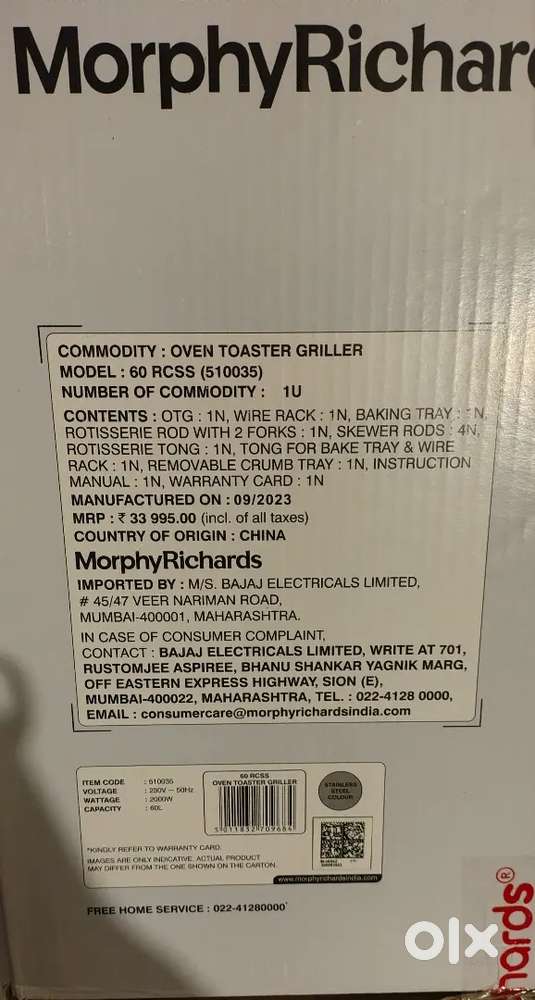 MorphyRichar
COMMODITY : OVEN TOASTER GRILLER
MODEL : 60 RCSS (510035)
NUMBER OF COMMODITY : 1U
CONTENTS : OTG : 1N, WIRE RACK : 1N, BAKING TRAY : 1N,
ROTISSERIE ROD WITH 2 FORKS : 1N, SKEWER RODS : 4N,
ROTISSERIE TONG : 1N, TONG FOR BAKE TRAY & WIRE
RACK : 1N, REMOVABLE CRUMB TRAY : 1N, INSTRUCTION
MANUAL : 1N, WARRANTY CARD : 1N
MANUFACTURED ON : 09/2023
MRP : ₹ 33 995.00 (incl. of all taxes)
COUNTRY OF ORIGIN : CHINA
MorphyRichards
IMPORTED BY : M/S. BAJAJ ELECTRICALS LIMITED,
# 45/47 VEER NARIMAN ROAD,
MUMBAI-400001, MAHARASHTRA.
IN CASE OF CONSUMER COMPLAINT,
CONTACT : BAJAJ ELECTRICALS LIMITED, WRITE AT 701,
RUSTOMJEE ASPIREE, BHANU SHANKAR YAGNIK MARG,
OFF EASTERN EXPRESS HIGHWAY, SION (E),
MUMBAI-400022, MAHARASHTRA, TEL. : 022-4128 0000,
EMAIL : consumercare@morphyrichardsindia.com
ITEM CODE : 510035
VOLTAGE : 230V ~ 50Hz
WATTAGE : 2000W
CAPACITY : 60L
60 RCSS
OVEN TOASTER GRILLER
5 011832 709684
STAINLESS
STEEL
COLOUR
*KINDLY REFER TO WARRANTY CARD.
IMAGES ARE ONLY INDICATIVE. ACTUAL PRODUCT
MAY DIFFER FROM THE ONE SHOWN ON THE CARTON.
www.morphyrichardsindia.com
FREE HOME SERVICE : 022-41280000
hards®
olx